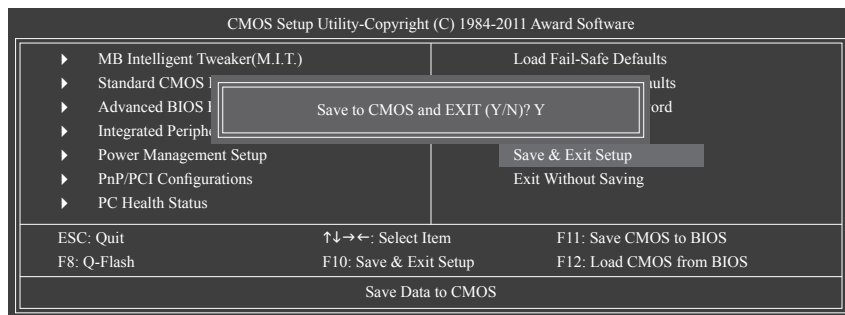 CMOS Setup Utility-Copyright (C) 1984-2011 Award Software
MB Intelligent Tweaker(M.I.T.)
Standard CMOS
Advanced BIOS
Integrated
Power Management Setup
PnP/PCI Configurations
PC Health Status
Load Fail-Safe Defaults
Save & Exit Setup
Exit Without Saving
Save to CMOS and EXIT (Y/N)? Y
ESC: Quit ↑↓→←: Select Item F11: Save CMOS to BIOS
F8: Q-Flash F10: Save & Exit Setup F12: Load CMOS from BIOS
Save Data to CMOS